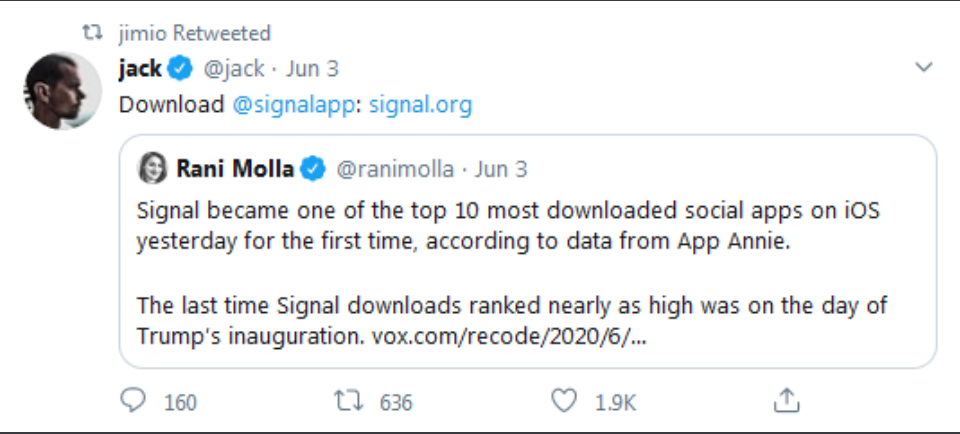 jimio Retweeted
jack @jack · Jun 3
Download @signalapp: signal.org
Rani Molla @ranimolla · Jun 3
Signal became one of the top 10 most downloaded social apps on iOS
yesterday for the first time, according to data from App Annie.
The last time Signal downloads ranked nearly as high was on the day of
Trump's inauguration. vox.com/recode/2020/6/...
160 636 1.9K